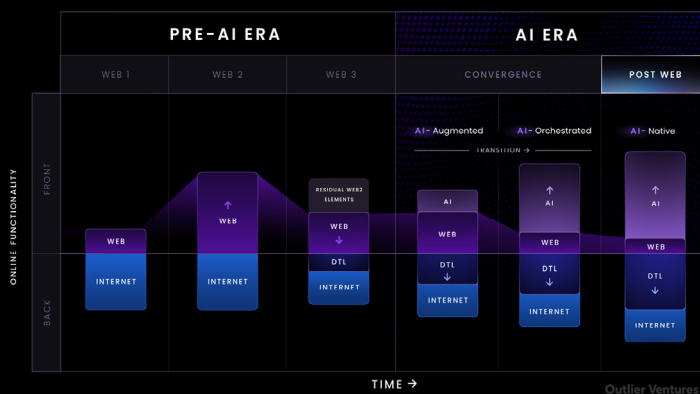 PRE-AI ERA
AI ERA
WEB 1
WEB 2
WEB 3
CONVERGENCE
POST WEB
ONLINE FUNCTIONALITY
FRONT
BACK
AI- Augmented
AI- Orchestrated
AI- Native
TRANSITION →
WEB
INTERNET
↑
WEB
INTERNET
RESIDUAL WEB2
ELEMENTS
WEB
↓
DTL
INTERNET
AI
WEB
DTL
↓
INTERNET
↑
AI
WEB
DTL
↓
INTERNET
↑
AI
WEB
DTL
↓
INTERNET
TIME →
Outlier Ventures